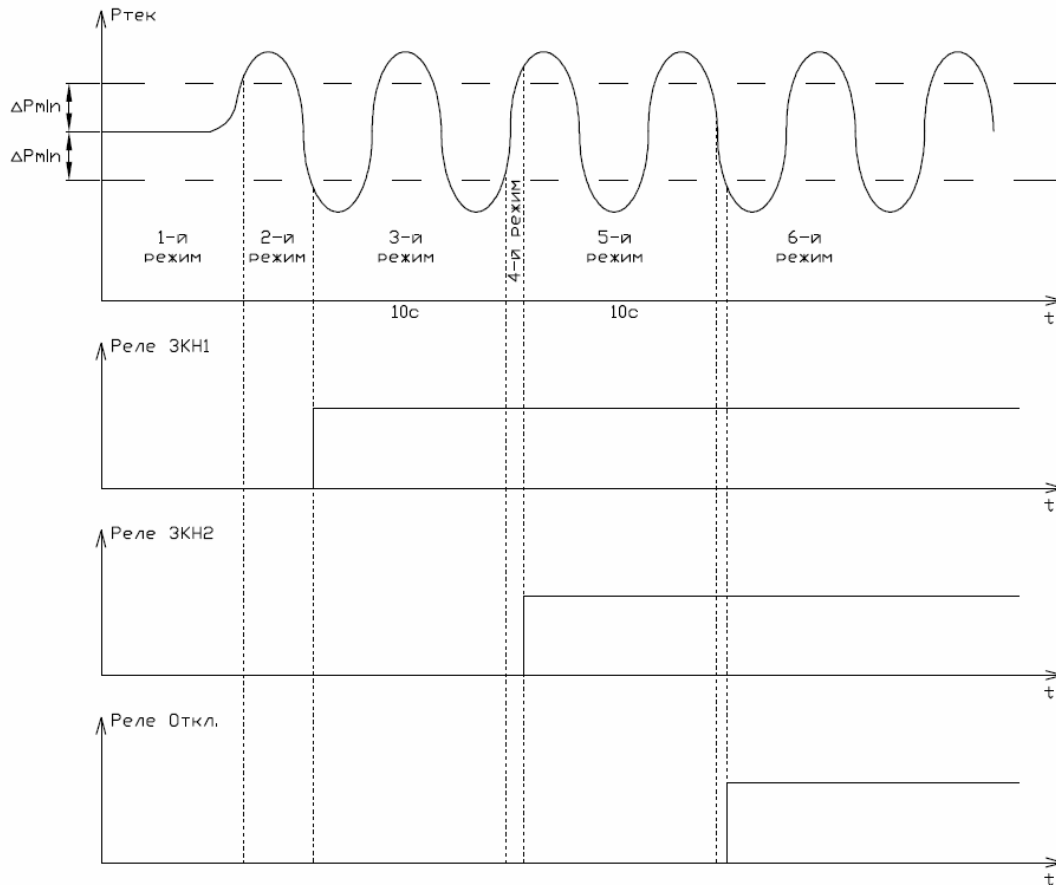 Pтек
ΔPmin
ΔPmin
1-й
режим
2-й
режим
3-й
режим
4-й режим
5-й
режим
6-й
режим
10с
10с
t
Реле ЗКН1
t
Реле ЗКН2
t
Реле Откл.
t